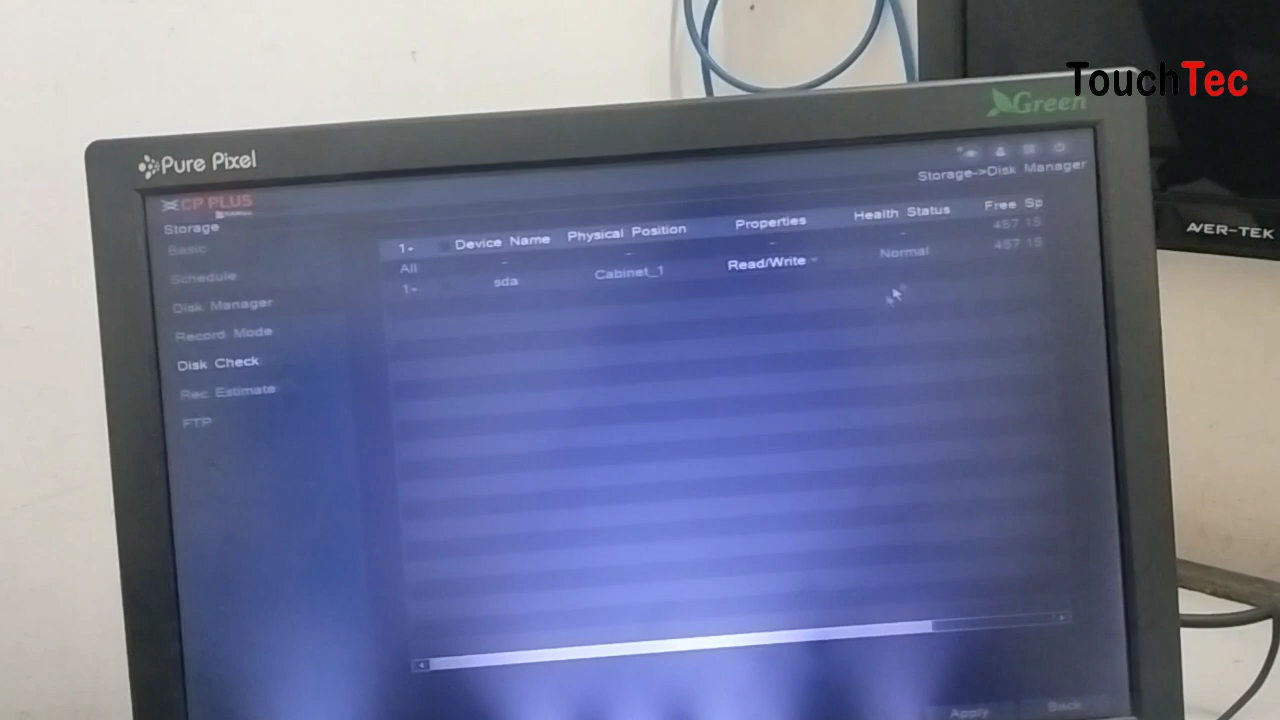 TouchTec
Green
Pure Pixel
CP PLUS
Storage->Disk Manager
Storage
Basic
Schedule
Disk Manager
Record Mode
Disk Check
Rec Estimate
FTP
1- Device Name Physical Position Properties Health Status Free Sp
All - - - - 457 15
1- sda Cabinet_1 Read/Write Normal 457 15
Apply Back
AVER-TEK